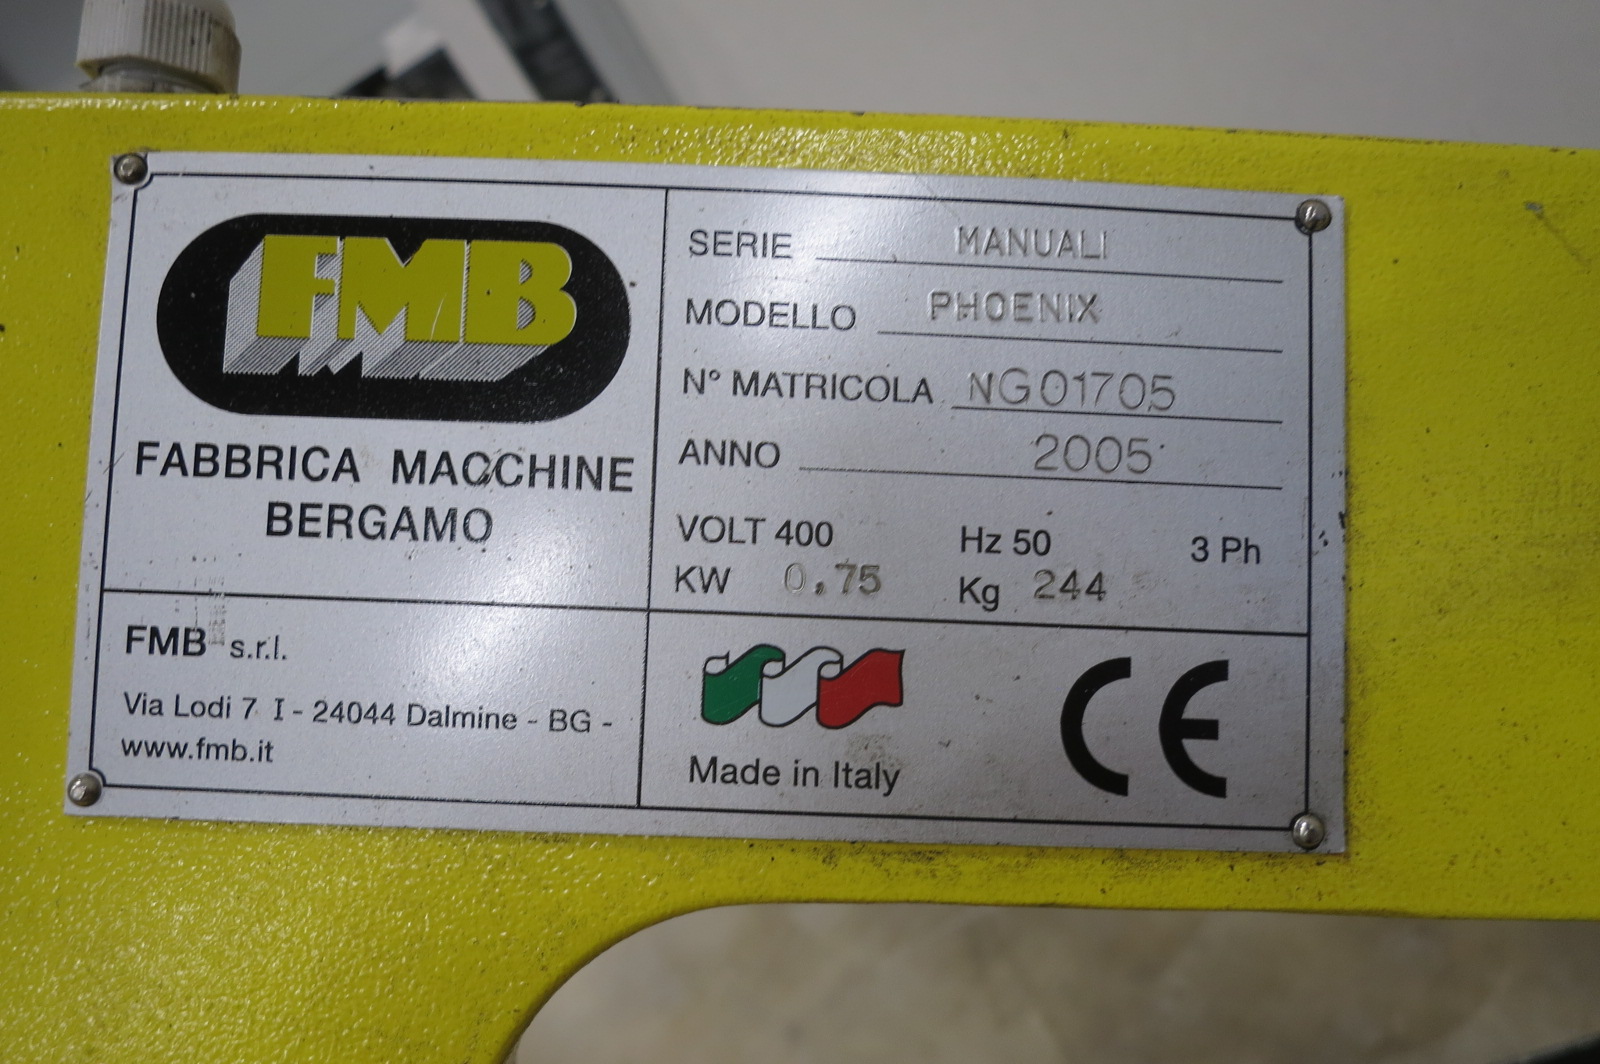 FMB
FABBRICA MACCHINE
BERGAMO
FMB s.r.l.
Via Lodi 7 I - 24044 Dalmine - BG -
www.fmb.it
SERIE MANUALI
MODELLO PHOENIX
N° MATRICOLA NG01705
ANNO 2005
VOLT 400 Hz 50 3 Ph
KW 0,75 Kg 244
Made in Italy
CE